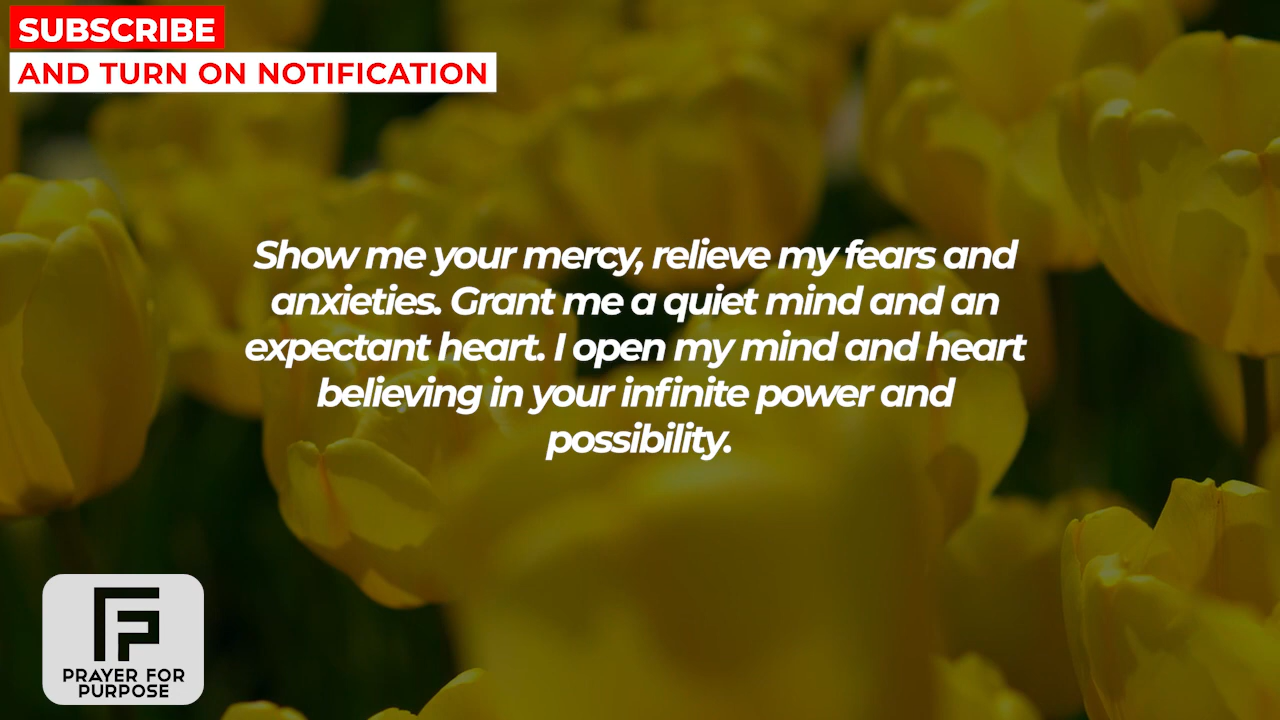 SUBSCRIBE
AND TURN ON NOTIFICATION
Show me your mercy, relieve my fears and
anxieties. Grant me a quiet mind and an
expectant heart. I open my mind and heart
believing in your infinite power and
possibility.
PRAYER FOR
PURPOSE